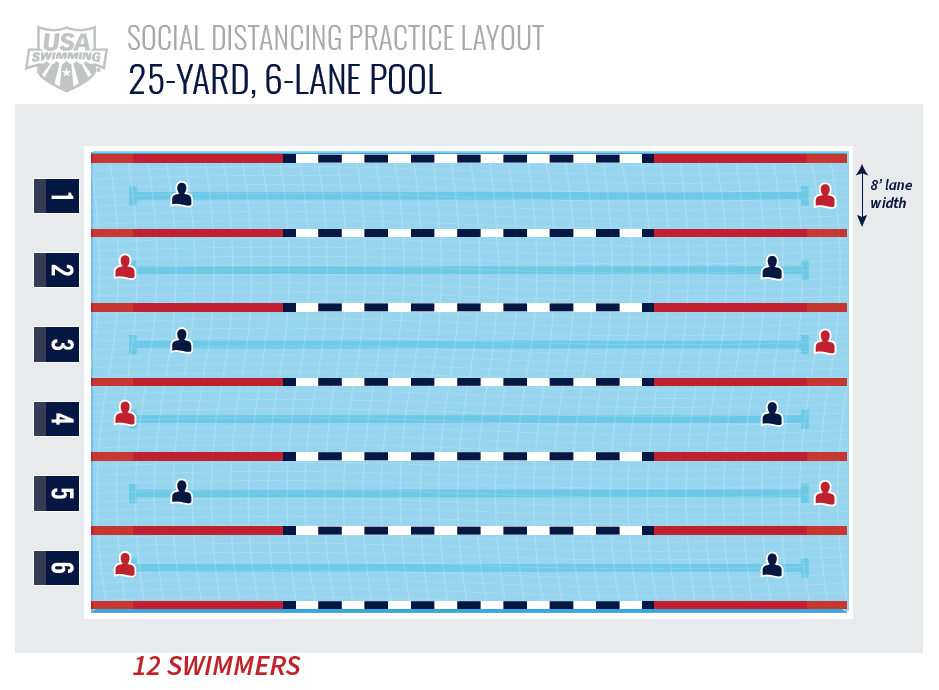 USA
SWIMMING
SOCIAL DISTANCING PRACTICE LAYOUT
25-YARD, 6-LANE POOL
1
8' lane
width
2
3
4
5
6
12 SWIMMERS